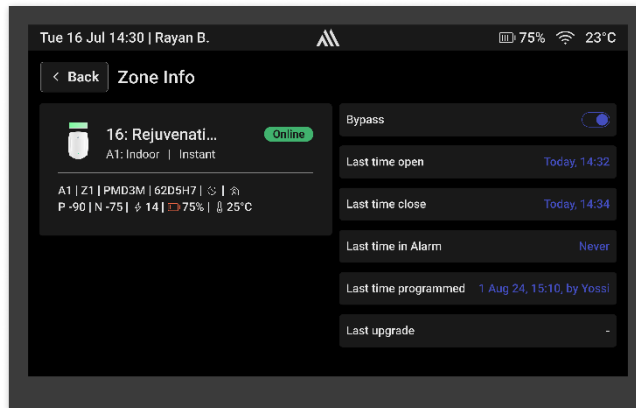 Tue 16 Jul 14:30 | Rayan B.
75% 23°C
< Back Zone Info
16: Rejuvenati... Online
A1: Indoor | Instant
A1 | Z1 | PMD3M | 62D5H7 |
P -90 | N -75 | 14 | 75% | 25°C
Bypass
Last time open Today, 14:32
Last time close Today, 14:34
Last time in Alarm Never
Last time programmed 1 Aug 24, 15:10, by Yossi
Last upgrade -